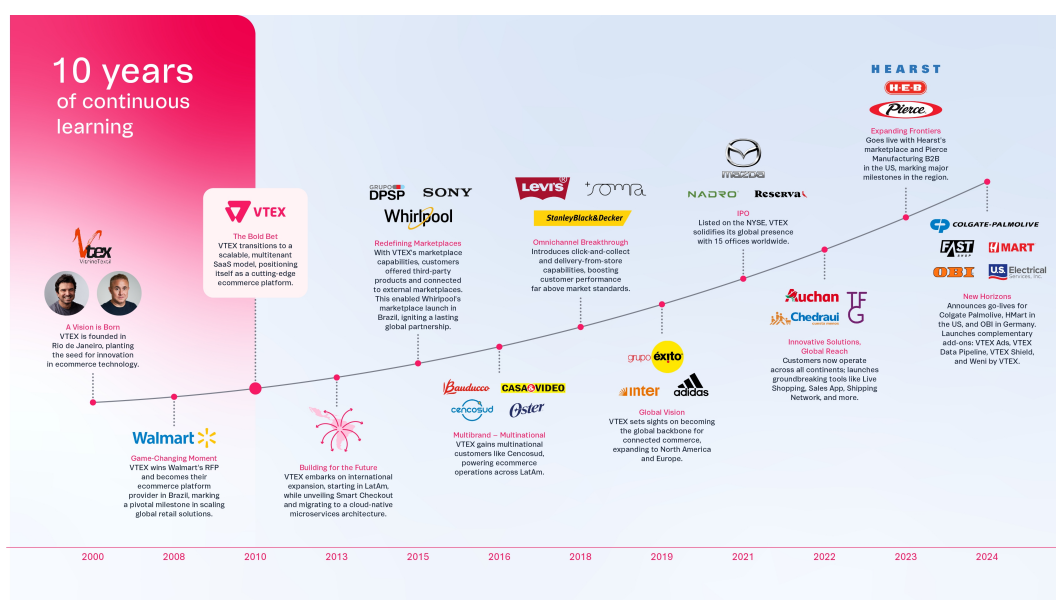 10 years
of continuous
learning
Vtex
VitrineTextil
A Vision is Born
VTEX is founded in
Rio de Janeiro, planting
the seed for innovation
in ecommerce technology.
Walmart
Game-Changing Moment
VTEX wins Walmart's RFP
and becomes their
ecommerce platform
provider in Brazil, marking
a pivotal milestone in scaling
global retail solutions.
VTEX
The Bold Bet
VTEX transitions to a
scalable, multitenant
SaaS model, positioning
itself as a cutting-edge
ecommerce platform.
Building for the Future
VTEX embarks on international
expansion, starting in LatAm,
while unveiling Smart Checkout
and migrating to a cloud-native
microservices architecture.
GRUPO
DPSP
SONY
Whirlpool
Redefining Marketplaces
With VTEX's marketplace
capabilities, customers
offered third-party
products and connected
to external marketplaces.
This enabled Whirlpool's
marketplace launch in
Brazil, igniting a lasting
global partnership.
Bauducco
CASA&VIDEO
cencosud
Oster
Multibrand – Multinational
VTEX gains multinational
customers like Cencosud,
powering ecommerce
operations across LatAm.
LEVI'S
soma
StanleyBlack&Decker
Omnichannel Breakthrough
Introduces click-and-collect
and delivery-from-store
capabilities, boosting
customer performance
far above market standards.
grupo éxito
inter
adidas
Global Vision
VTEX sets sights on becoming
the global backbone for
connected commerce,
expanding to North America
and Europe.
mazda
NADRO
Reserva
IPO
Listed on the NYSE, VTEX
solidifies its global presence
with 15 offices worldwide.
Auchan
TFG
Chedraui
Innovative Solutions,
Global Reach
Customers now operate
across all continents; launches
groundbreaking tools like Live
Shopping, Sales App, Shipping
Network, and more.
HEARST
H-E-B
Pierce
Expanding Frontiers
Goes live with Hearst's
marketplace and Pierce
Manufacturing B2B
in the US, marking major
milestones in the region.
CP COLGATE-PALMOLIVE
FAST
SHOP
H MART
OBI
U.S. Electrical
Services, Inc.
New Horizons
Announces go-lives for
Colgate Palmolive, HMart in
the US, and OBI in Germany.
Launches complementary
add-ons: VTEX Ads, VTEX
Data Pipeline, VTEX Shield,
and Weni by VTEX.
2000
2008
2010
2013
2015
2016
2018
2019
2021
2022
2023
2024